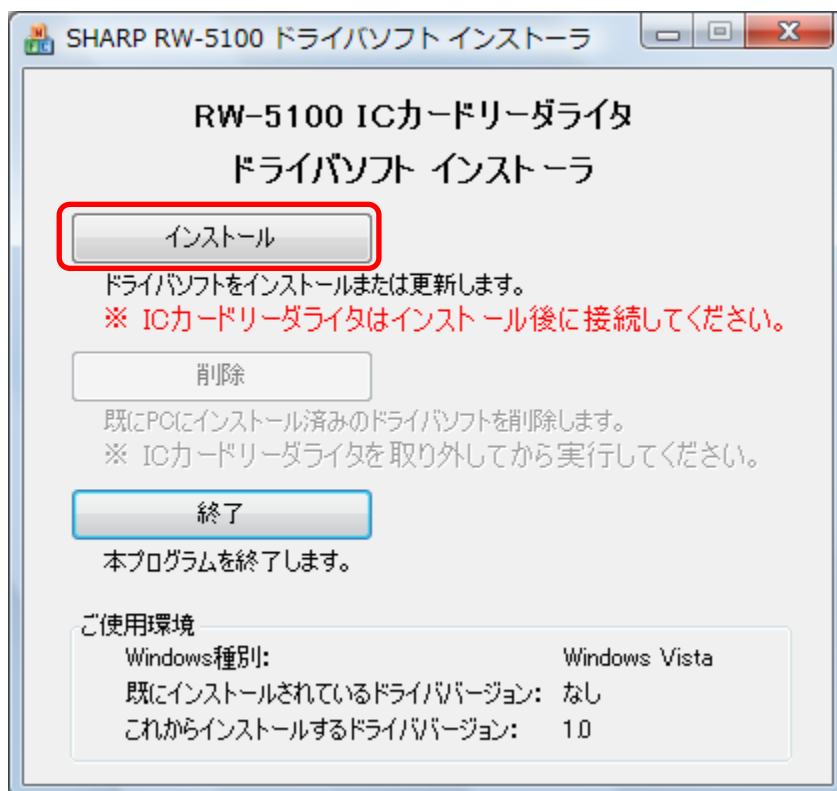 SHARP RW-5100 ドライバソフト インストーラ
RW-5100 ICカードリーダライタ
ドライバソフト インストーラ
インストール
ドライバソフトをインストールまたは更新します。
※ ICカードリーダライタはインストール後に接続してください。
削除
既にPCにインストール済みのドライバソフトを削除します。
※ ICカードリーダライタを取り外してから実行してください。
終了
本プログラムを終了します。
ご使用環境
Windows種別: Windows Vista
既にインストールされているドライババージョン: なし
これからインストールするドライババージョン: 1.0